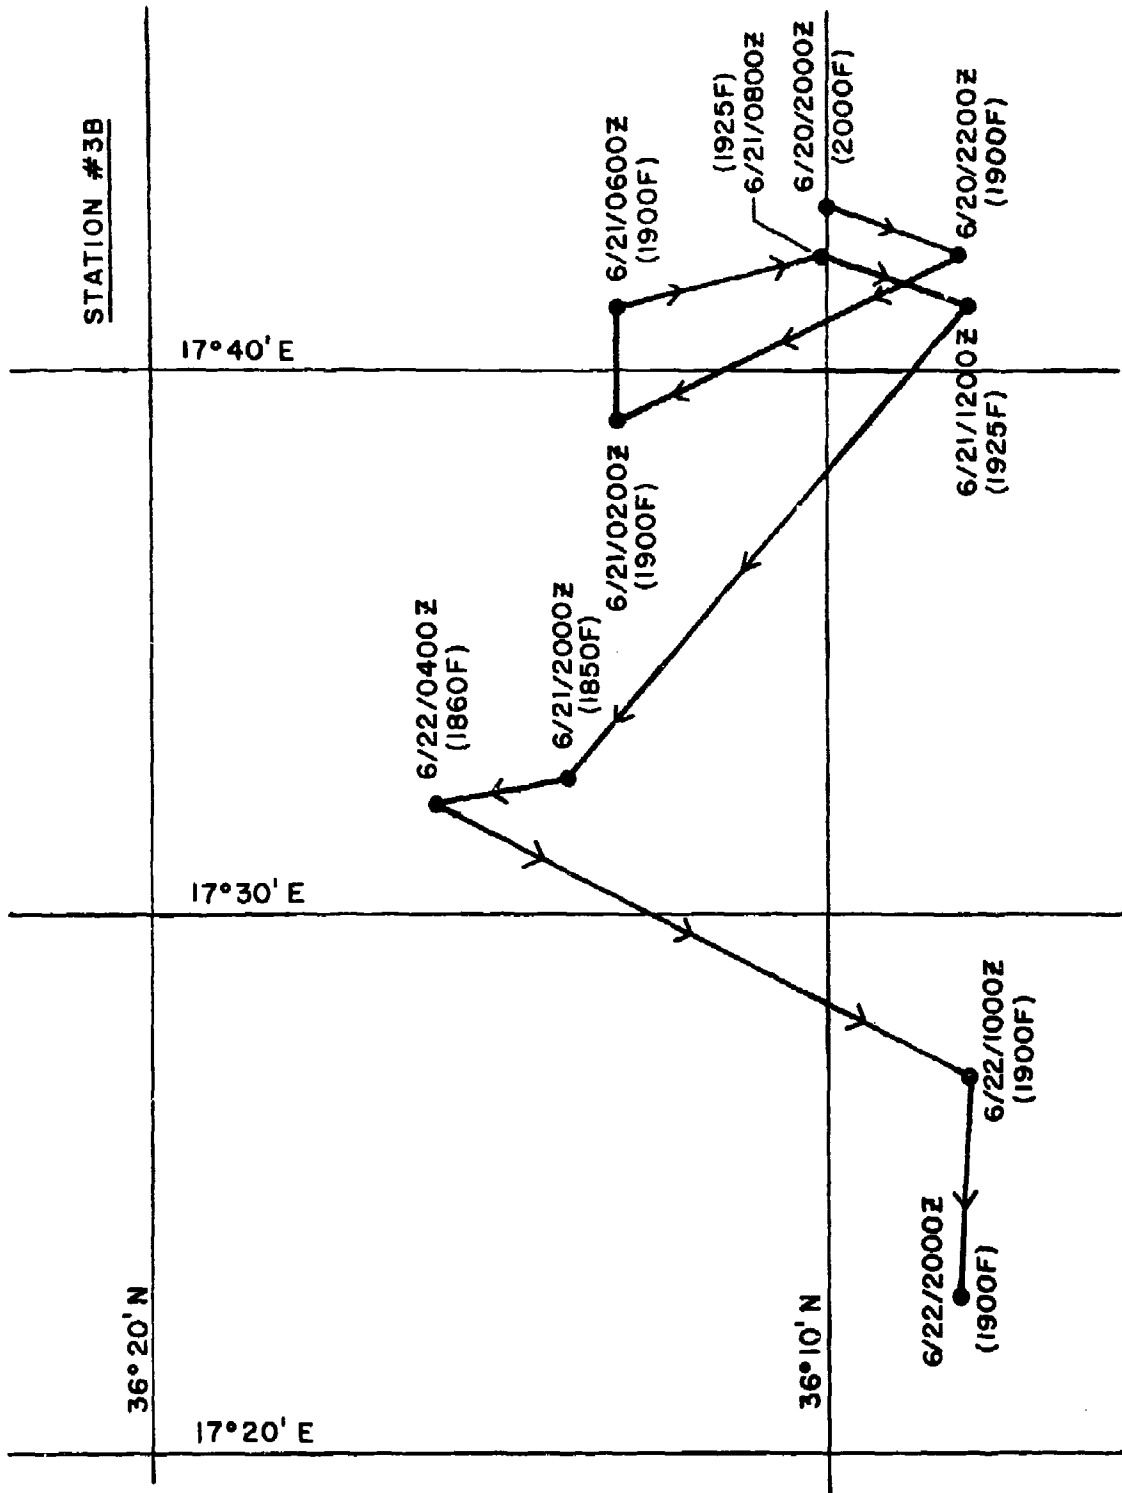 STATION #3B
36°20' N
36°10' N
17°20' E
17°30' E
17°40' E
6/22/0400Z
(1860F)
6/21/2000Z
(1850F)
6/21/0200Z
(1900F)
6/21/0600Z
(1900F)
(1925F)
6/21/0800Z
6/20/2000Z
(2000F)
6/20/2200Z
(1900F)
6/21/1200Z
(1925F)
6/22/1000Z
(1900F)
6/22/2000Z
(1900F)